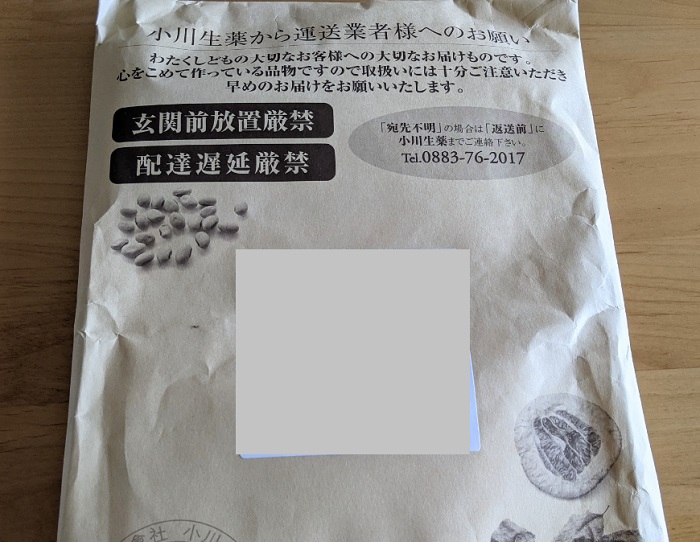 小川生薬から運送業者様へのお願い
わたくしどもの大切なお客様への大切なお届けものです。
心をこめて作っている品物ですので取扱いには十分ご注意いただき
早めのお届けをお願いいたします。
玄関前放置厳禁
配達遅延厳禁
「宛先不明」の場合は「返送前」に
小川生薬までご連絡下さい。
Tel.0883-76-2017
社 小川